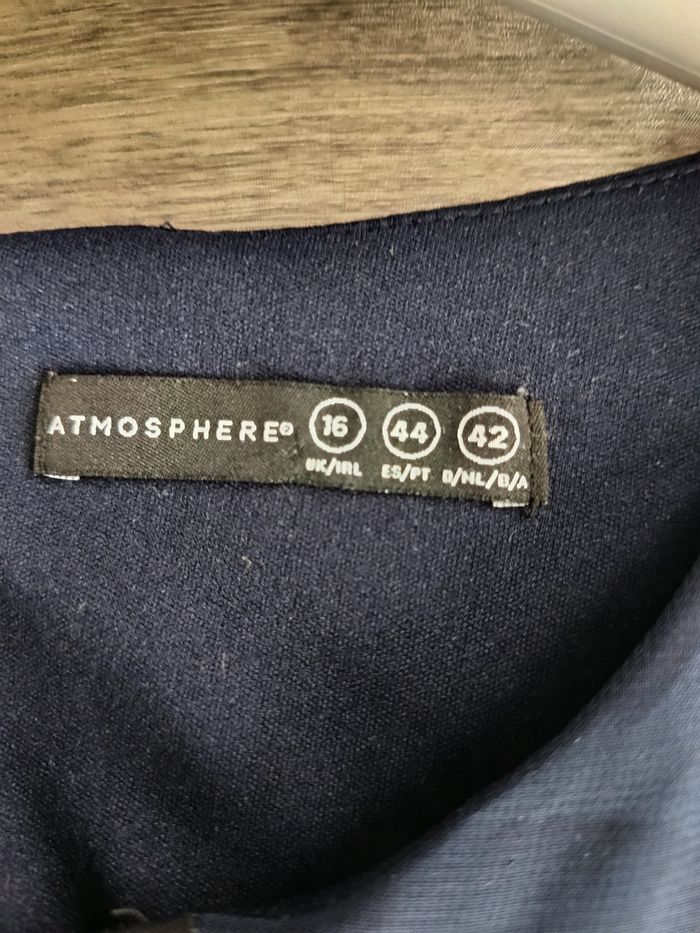 ATMOSPHERE® 16 44 42
UK/IRL ES/PT D/NL/B/A